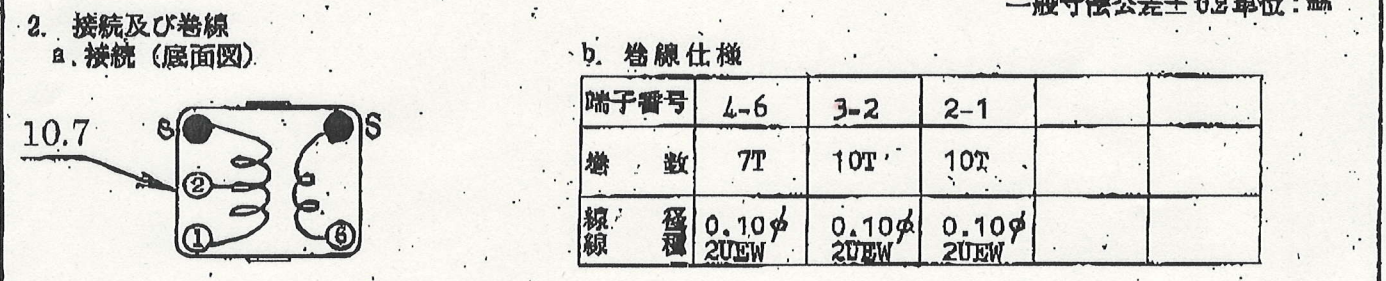 2. 接続及び巻線
a. 接続 (底面図)
10.7
S
S
2
1
6
b. 巻線仕様
端子番号 4-6 3-2 2-1
巻数 7T 10T 10T
線径 0.10φ 0.10φ 0.10φ
線種 2UEW 2UEW 2UEW